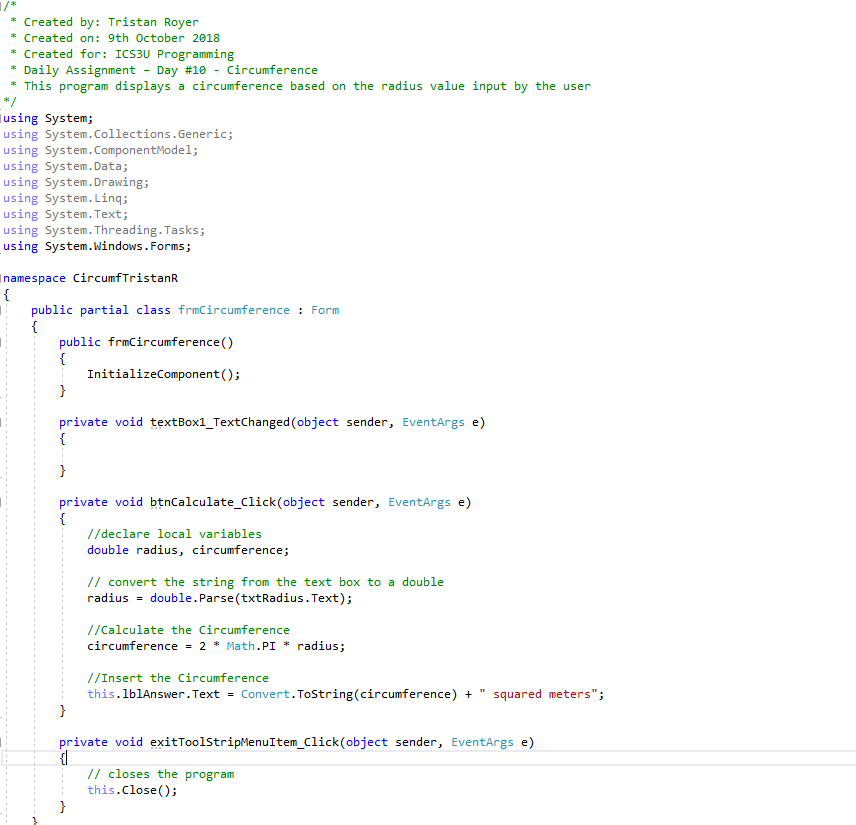 /*
 * Created by: Tristan Royer
 * Created on: 9th October 2018
 * Created for: ICS3U Programming
 * Daily Assignment – Day #10 - Circumference
 * This program displays a circumference based on the radius value input by the user
*/
using System;
using System.Collections.Generic;
using System.ComponentModel;
using System.Data;
using System.Drawing;
using System.Linq;
using System.Text;
using System.Threading.Tasks;
using System.Windows.Forms;

namespace CircumfTristanR
{
    public partial class frmCircumference : Form
    {
        public frmCircumference()
        {
            InitializeComponent();
        }

        private void textBox1_TextChanged(object sender, EventArgs e)
        {

        }

        private void btnCalculate_Click(object sender, EventArgs e)
        {
            //declare local variables
            double radius, circumference;

            // convert the string from the text box to a double
            radius = double.Parse(txtRadius.Text);

            //Calculate the Circumference
            circumference = 2 * Math.PI * radius;

            //Insert the Circumference
            this.lblAnswer.Text = Convert.ToString(circumference) + " squared meters";
        }

        private void exitToolStripMenuItem_Click(object sender, EventArgs e)
        {
            // closes the program
            this.Close();
        }
    }